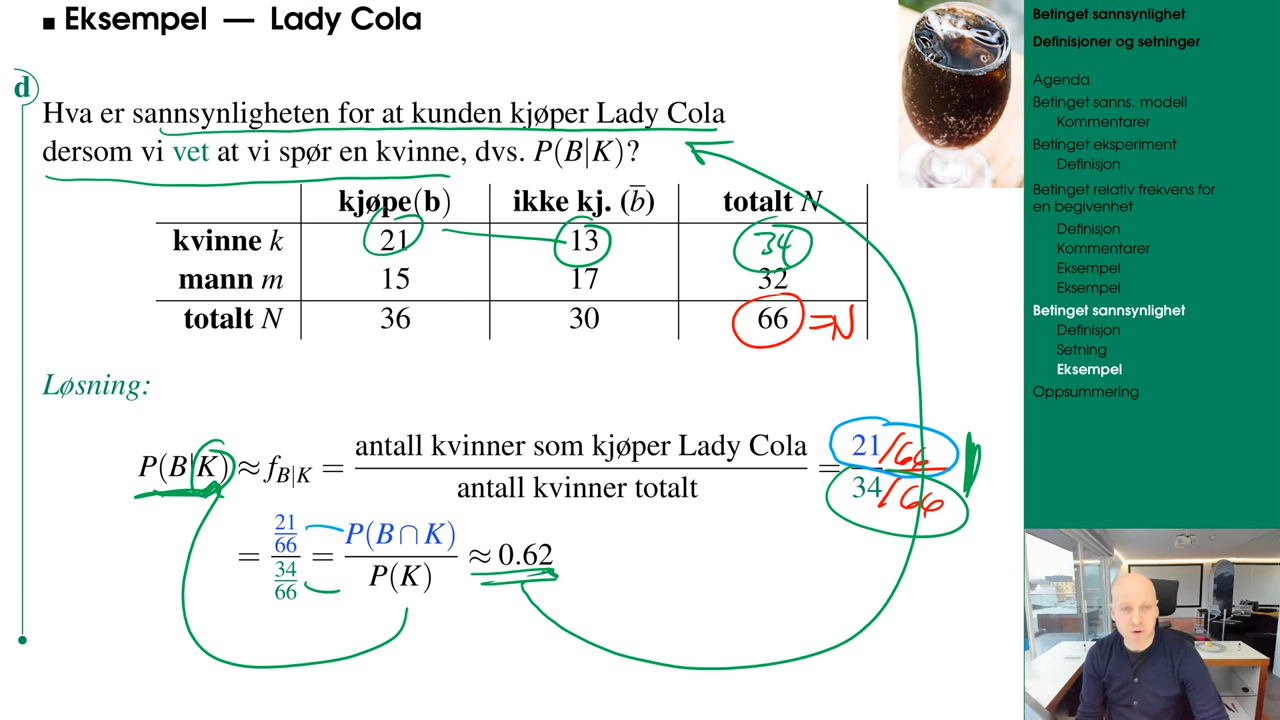 ▪ Eksempel — Lady Cola
d
Hva er sannsynligheten for at kunden kjøper Lady Cola
dersom vi vet at vi spør en kvinne, dvs. P(B|K)?
kjøpe(b) ikke kj. (b̅) totalt N
kvinne k 21 13 34
mann m 15 17 32
totalt N 36 30 66 =N
Løsning:
P(B|K) ≈ f_{B|K} = antall kvinner som kjøper Lady Cola / antall kvinner totalt = 21/66 / 34/66
= 21/66 / 34/66 = P(B ∩ K) / P(K) ≈ 0.62
Betinget sannsynlighet
Definisjoner og setninger
Agenda
Betinget sanns. modell
Kommentarer
Betinget eksperiment
Definisjon
Betinget relativ frekvens for
en begivenhet
Definisjon
Kommentarer
Eksempel
Eksempel
Betinget sannsynlighet
Definisjon
Setning
Eksempel
Oppsummering